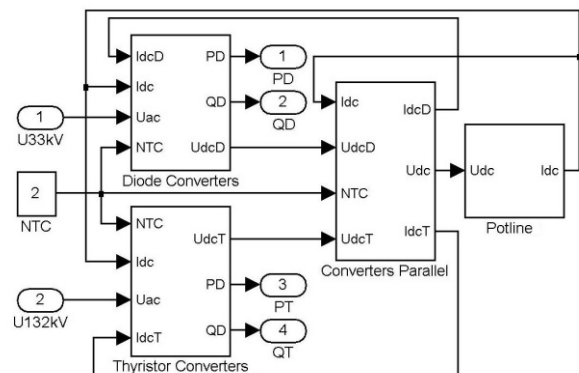 IdcD
Idc
Uac
NTC
PD
QD
UdcD
Diode Converters
1
U33kV
2
NTC
1
PD
2
QD
NTC
Idc
Uac
IdcT
UdcT
PD
QD
Thyristor Converters
2
U132kV
3
PT
4
QT
Idc
UdcD
NTC
UdcT
IdcD
Udc
IdcT
Converters Parallel
Udc
Idc
Potline